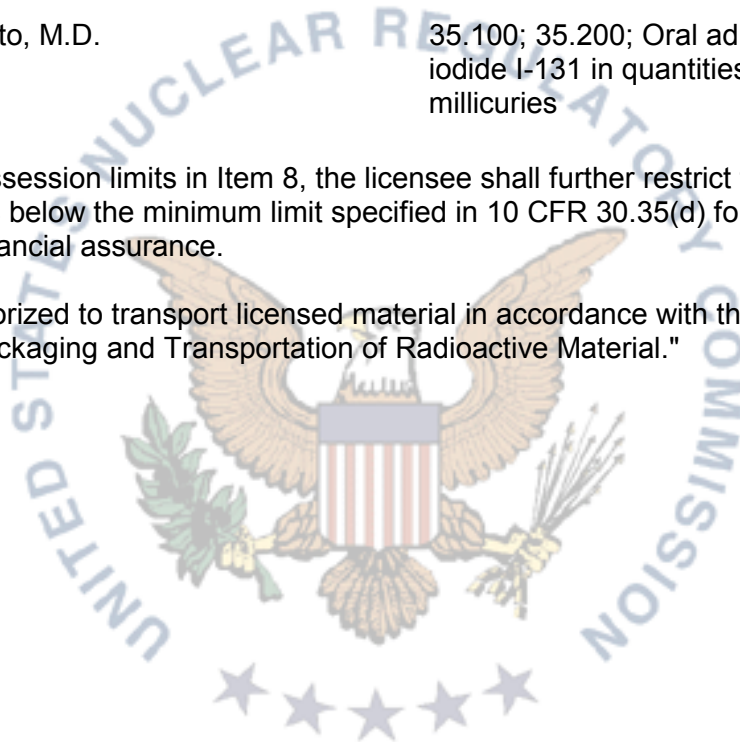 to, M.D.
35.100; 35.200; Oral ad
iodide I-131 in quantities
millicuries
ssession limits in Item 8, the licensee shall further restrict
below the minimum limit specified in 10 CFR 30.35(d) fo
ancial assurance.
orized to transport licensed material in accordance with th
ckaging and Transportation of Radioactive Material."
UNITED STATES NUCLEAR REGULATORY COMMISSION